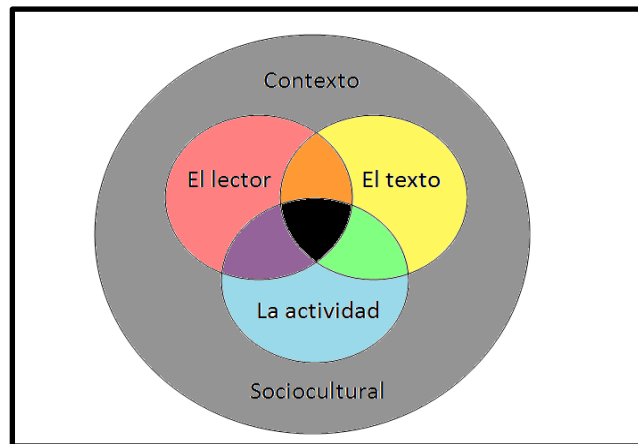 Contexto
El lector
El texto
La actividad
Sociocultural